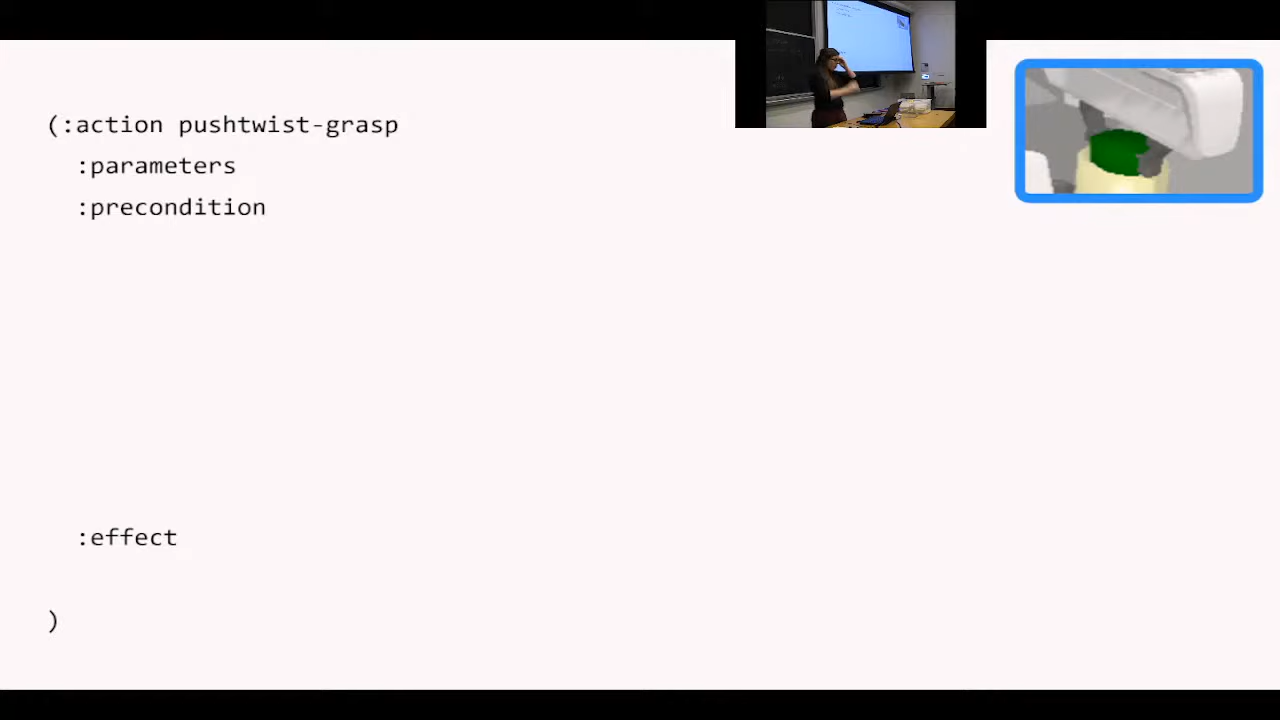 (:action pushtwist-grasp
:parameters
:precondition
:effect
)